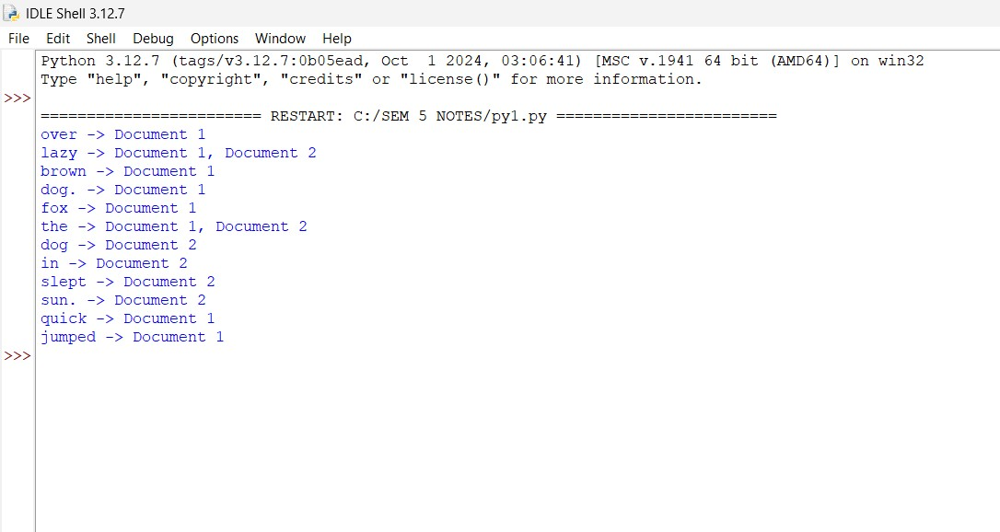 IDLE Shell 3.12.7
File Edit Shell Debug Options Window Help
Python 3.12.7 (tags/v3.12.7:0b05ead, Oct  1 2024, 03:06:41) [MSC v.1941 64 bit (AMD64)] on win32
Type "help", "copyright", "credits" or "license()" for more information.
>>>
======================== RESTART: C:/SEM 5 NOTES/py1.py ========================
over -> Document 1
lazy -> Document 1, Document 2
brown -> Document 1
dog. -> Document 1
fox -> Document 1
the -> Document 1, Document 2
dog -> Document 2
in -> Document 2
slept -> Document 2
sun. -> Document 2
quick -> Document 1
jumped -> Document 1
>>>